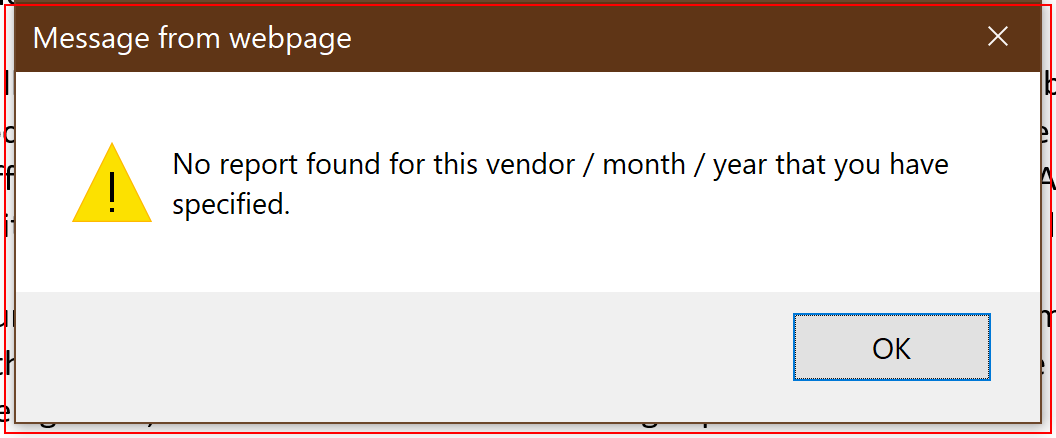 Message from webpage
No report found for this vendor / month / year that you have
specified.
OK